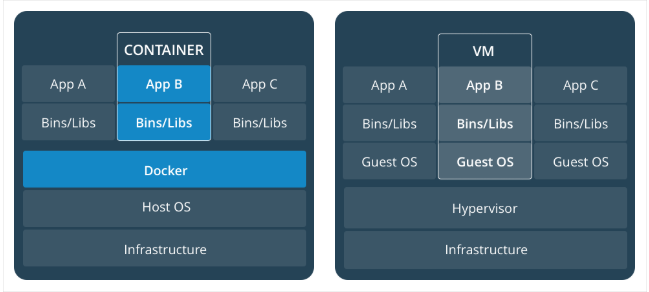 CONTAINER
App A App B App C
Bins/Libs Bins/Libs Bins/Libs
Docker
Host OS
Infrastructure
VM
App A App B App C
Bins/Libs Bins/Libs Bins/Libs
Guest OS Guest OS Guest OS
Hypervisor
Infrastructure